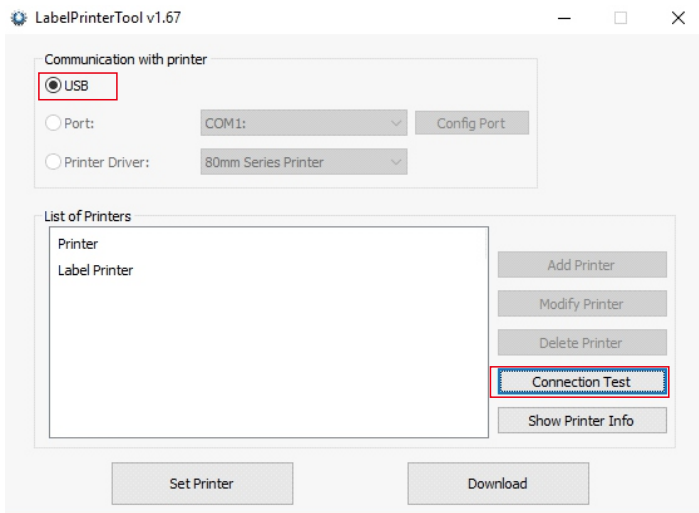 LabelPrinterTool v1.67
Communication with printer
USB
Port:
COM1:
Config Port
Printer Driver:
80mm Series Printer
List of Printers
Printer
Label Printer
Add Printer
Modify Printer
Delete Printer
Connection Test
Show Printer Info
Set Printer
Download